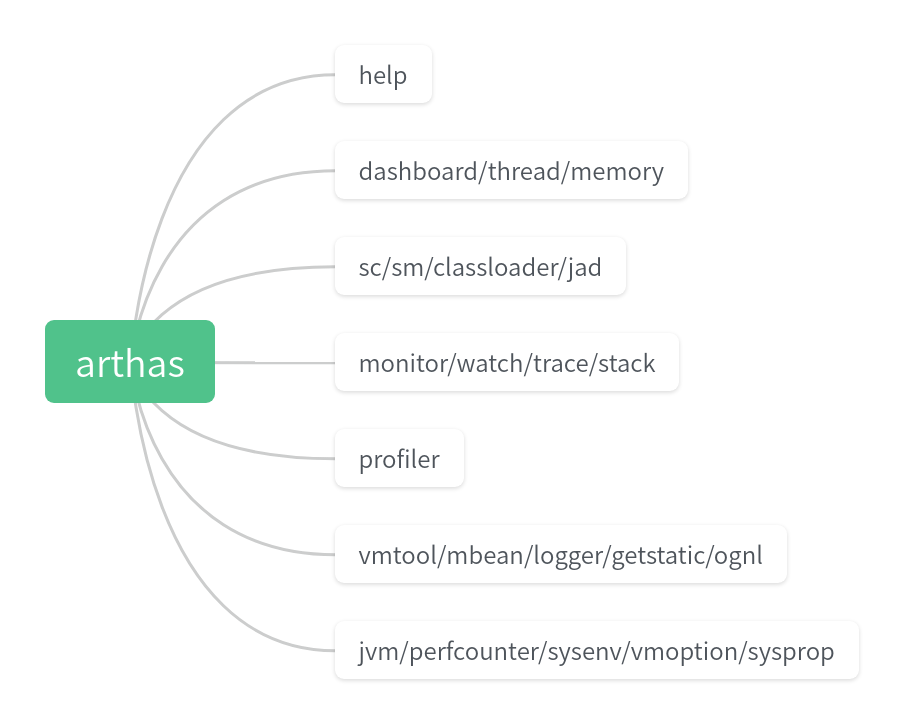 help
dashboard/thread/memory
sc/sm/classloader/jad
arthas
monitor/watch/trace/stack
profiler
vmtool/mbean/logger/getstatic/ognl
jvm/perfcounter/sysenv/vmoption/sysprop